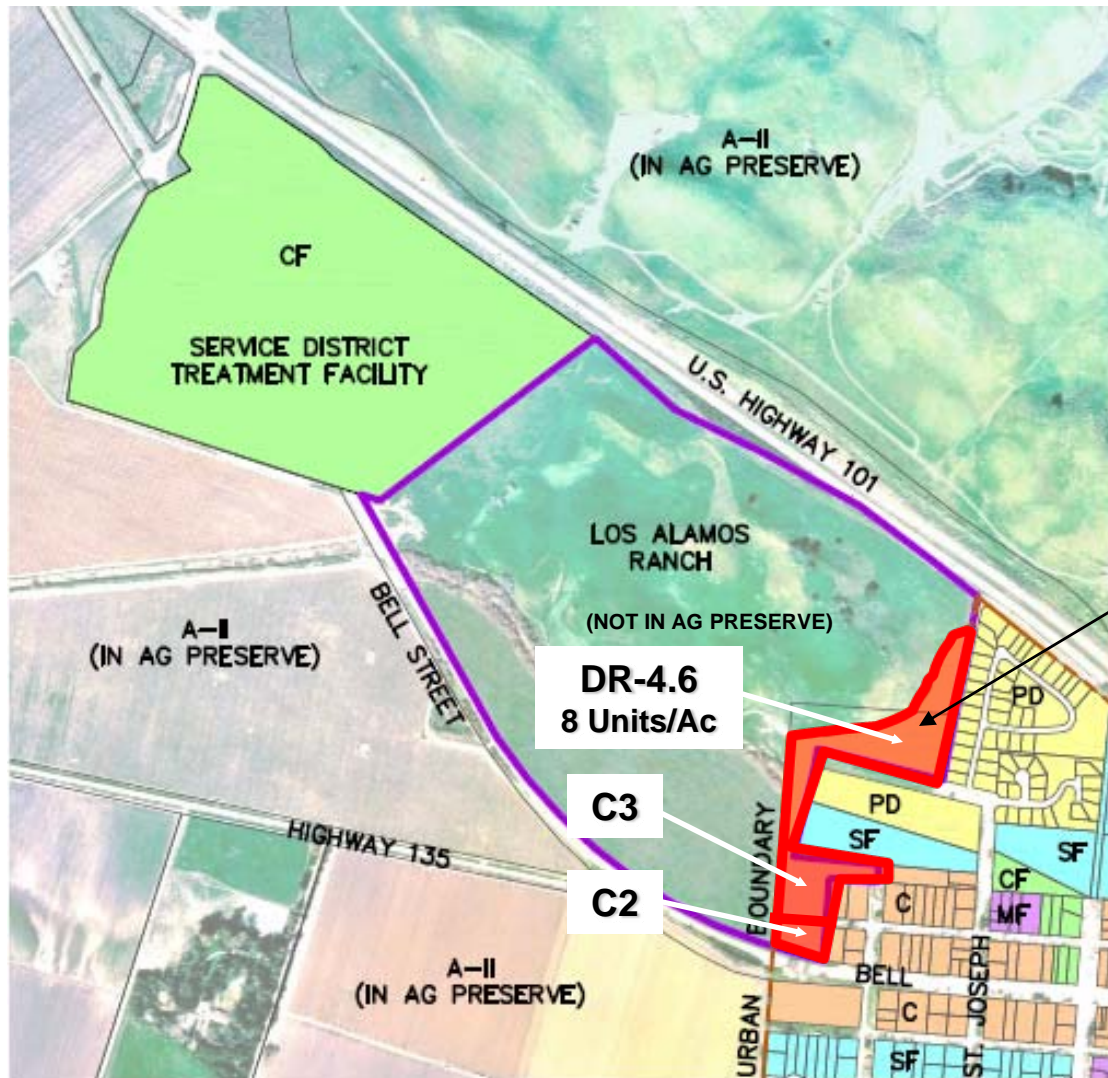 A-II
(IN AG PRESERVE)
CF
SERVICE DISTRICT
TREATMENT FACILITY
U.S. HIGHWAY 101
LOS ALAMOS
RANCH
(NOT IN AG PRESERVE)
BELL STREET
A-II
(IN AG PRESERVE)
DR-4.6
8 Units/Ac
PD
PD
C3
SF
SF
HIGHWAY 135
CF
C2
C
MF
A-II
(IN AG PRESERVE)
BELL
C
ST. JOSEPH
SF
URBAN BOUNDARY